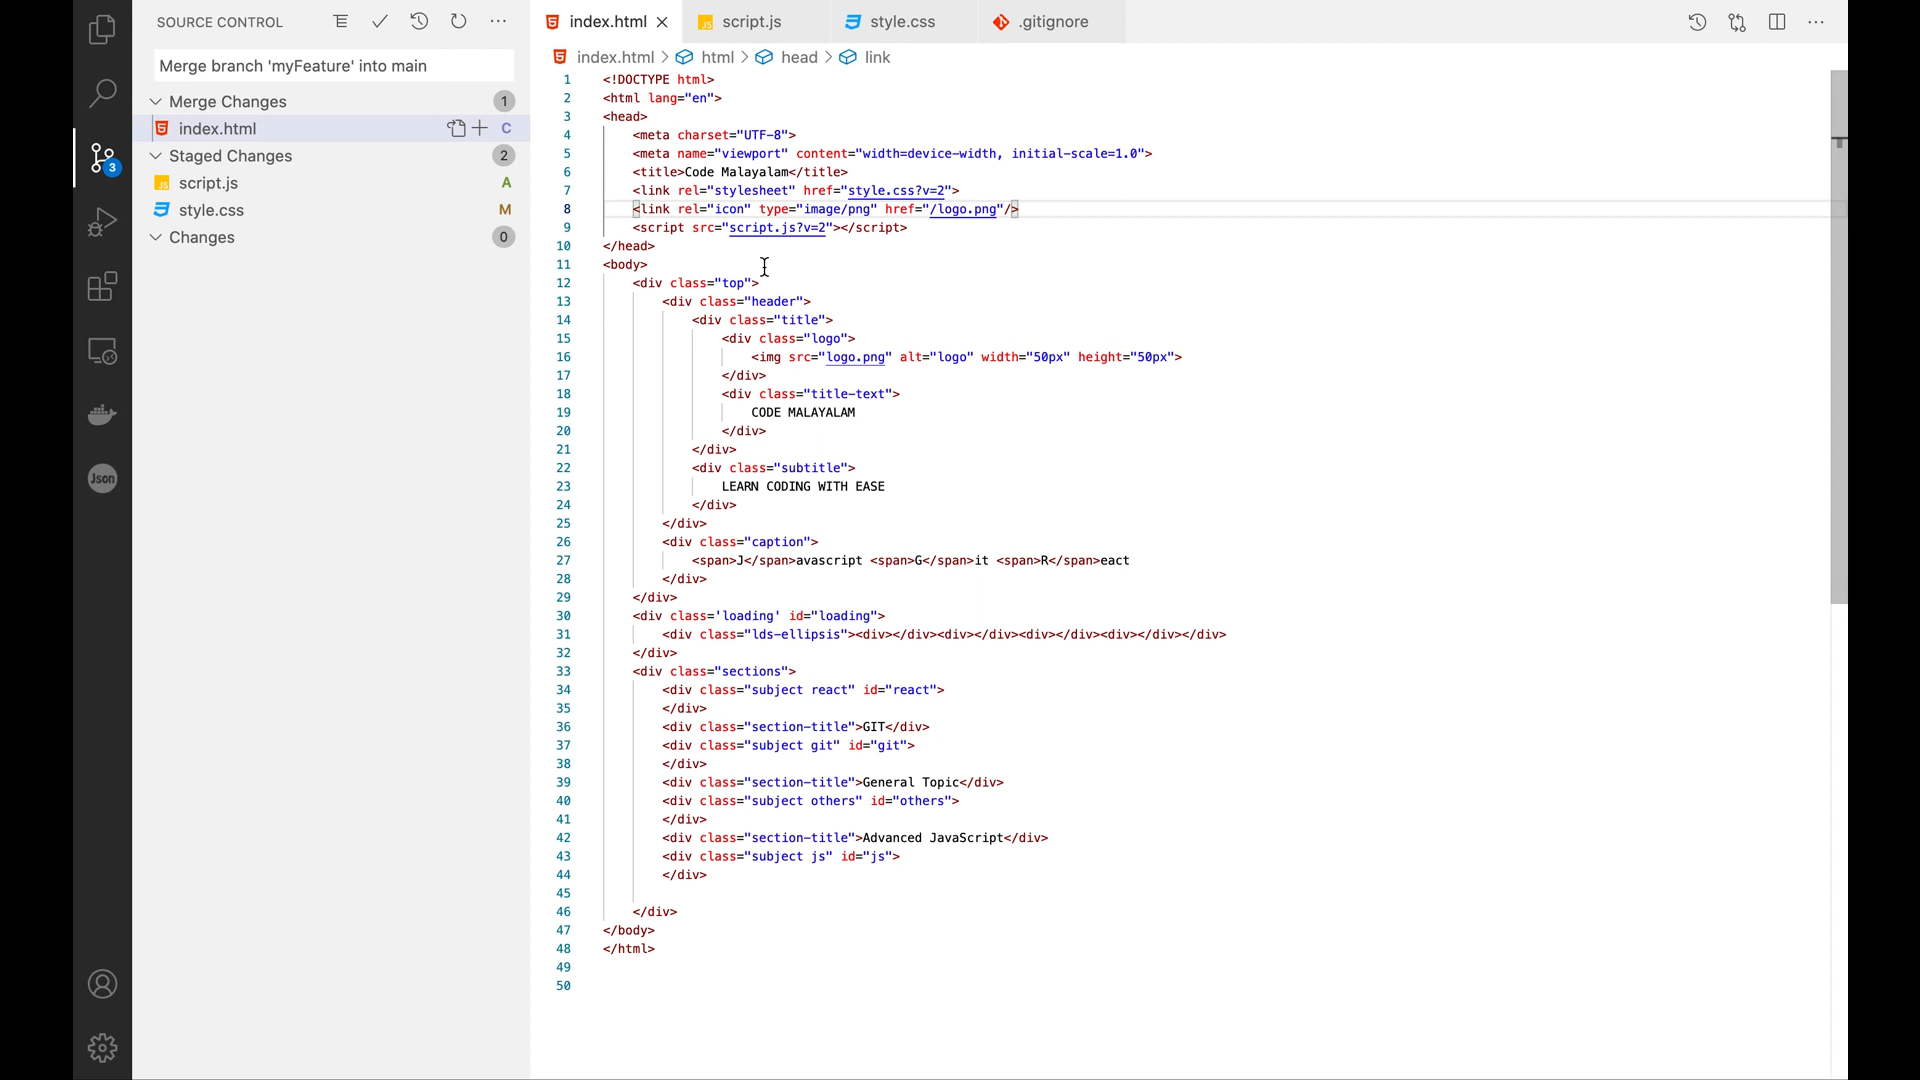 SOURCE CONTROL
Merge branch 'myFeature' into main
Merge Changes 1
index.html C
Staged Changes 2
script.js A
style.css M
Changes 0
3
Json
index.html script.js style.css .gitignore
index.html > html > head > link
1 <!DOCTYPE html>
2 <html lang="en">
3 <head>
4 <meta charset="UTF-8">
5 <meta name="viewport" content="width=device-width, initial-scale=1.0">
6 <title>Code Malayalam</title>
7 <link rel="stylesheet" href="style.css?v=2">
8 <link rel="icon" type="image/png" href="/logo.png"/>
9 <script src="script.js?v=2"></script>
10 </head>
11 <body>
12 <div class="top">
13 <div class="header">
14 <div class="title">
15 <div class="logo">
16 <img src="logo.png" alt="logo" width="50px" height="50px">
17 </div>
18 <div class="title-text">
19 CODE MALAYALAM
20 </div>
21 </div>
22 <div class="subtitle">
23 LEARN CODING WITH EASE
24 </div>
25 </div>
26 <div class="caption">
27 <span>J</span>avascript <span>G</span>it <span>R</span>eact
28 </div>
29 </div>
30 <div class='loading' id="loading">
31 <div class="lds-ellipsis"><div></div><div></div><div></div><div></div></div>
32 </div>
33 <div class="sections">
34 <div class="subject react" id="react">
35 </div>
36 <div class="section-title">GIT</div>
37 <div class="subject git" id="git">
38 </div>
39 <div class="section-title">General Topic</div>
40 <div class="subject others" id="others">
41 </div>
42 <div class="section-title">Advanced JavaScript</div>
43 <div class="subject js" id="js">
44 </div>
45
46 </div>
47 </body>
48 </html>
49
50